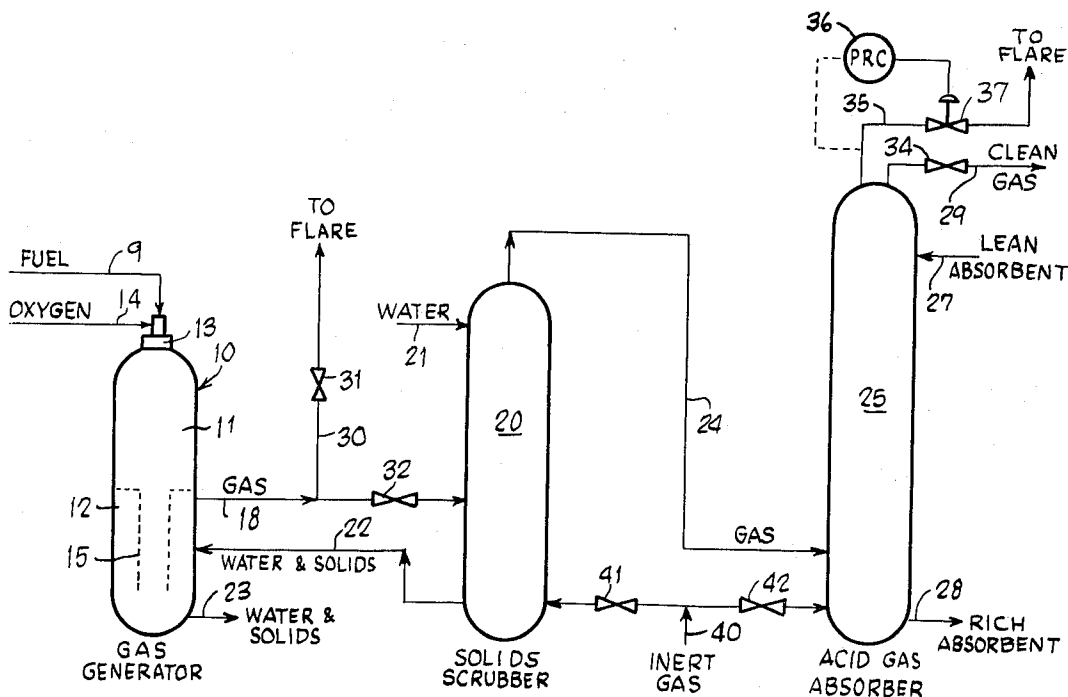 36
PRC
TO
FLARE
35
37
34
CLEAN
GAS
29
TO
FLARE
LEAN
ABSORBENT
27
FUEL
9
OXYGEN
14
13
WATER
21
10
31
11
20
24
25
30
GAS
18
32
12
15
22
WATER & SOLIDS
GAS
41
42
28
23
WATER &
SOLIDS
40
RICH
ABSORBENT
GAS
GENERATOR
SOLIDS
SCRUBBER
INERT
GAS
ACID GAS
ABSORBER